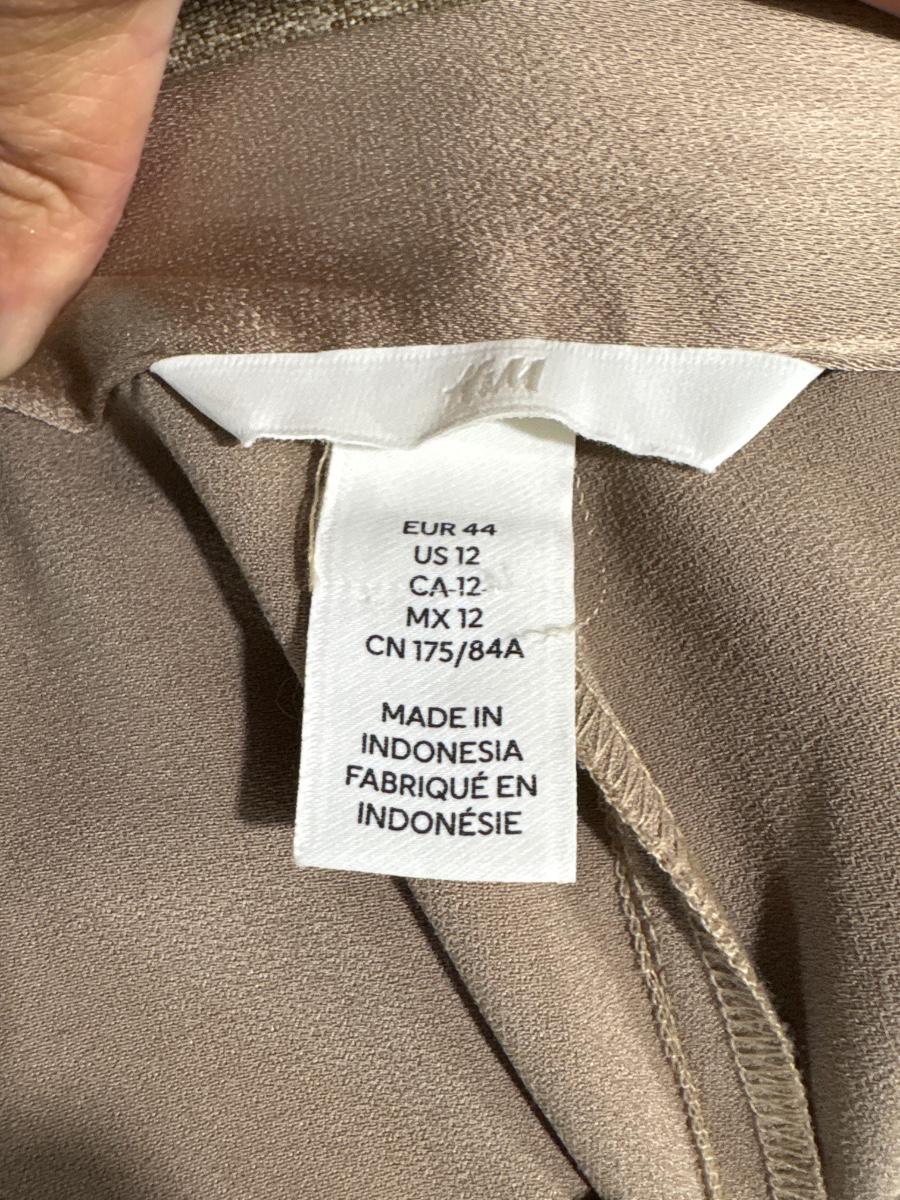 H&M
EUR 44
US 12
CA 12
MX 12
CN 175/84A
MADE IN
INDONESIA
FABRIQUÉ EN
INDONÉSIE